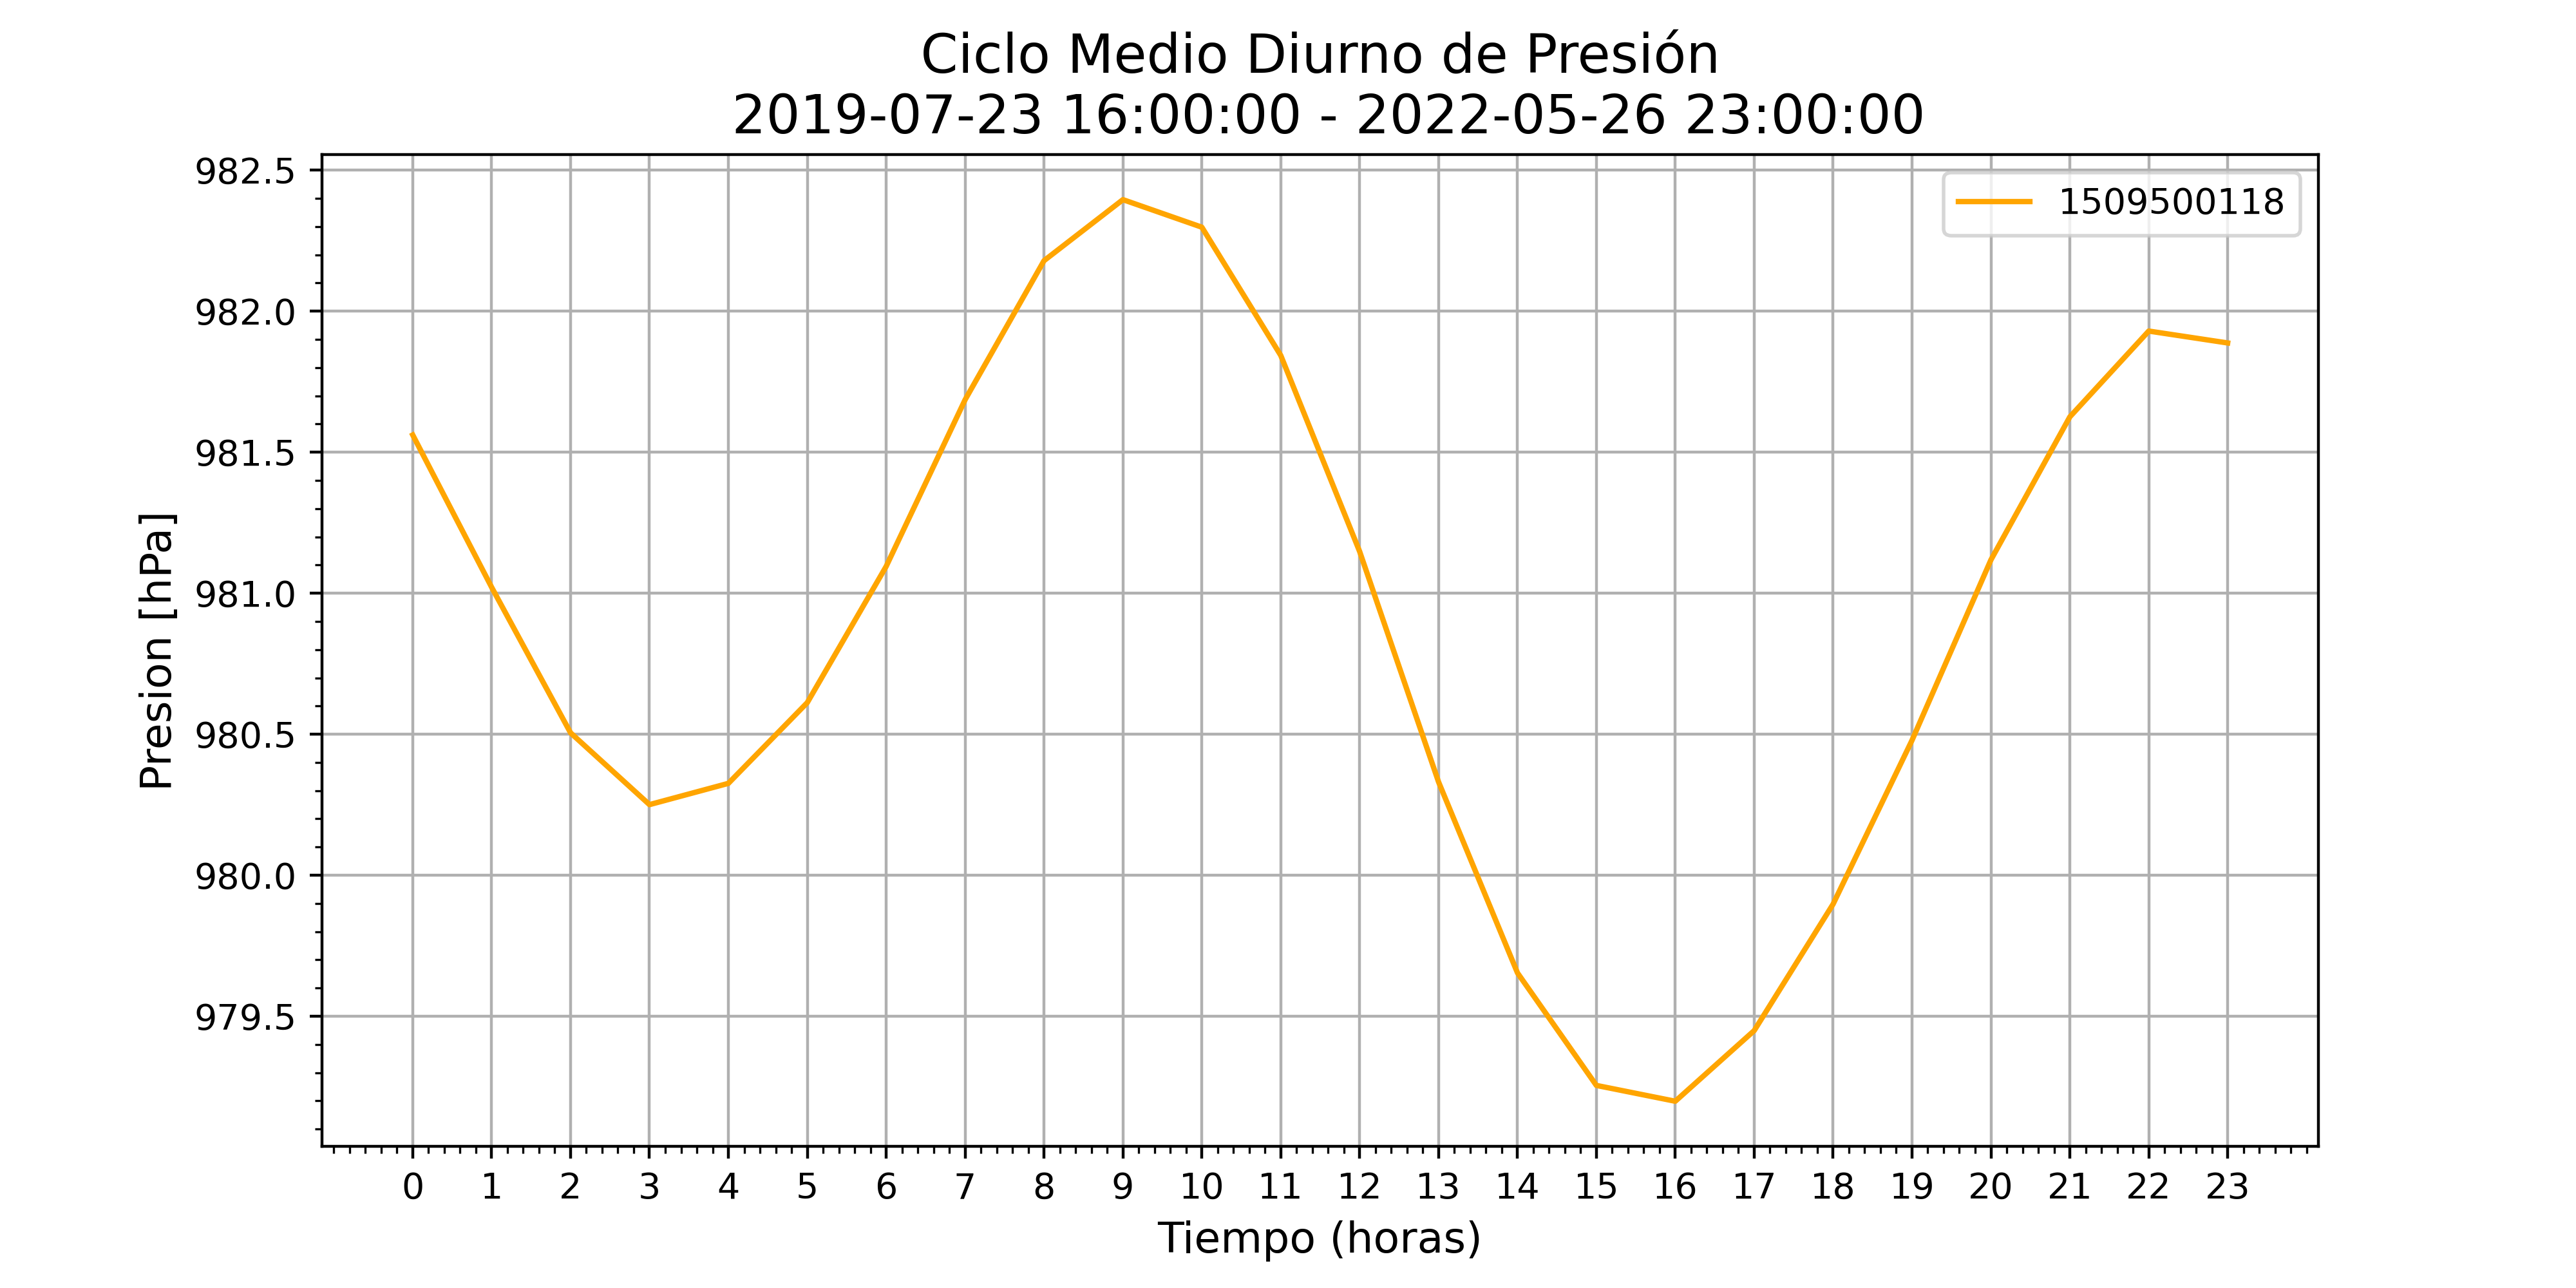 Ciclo Medio Diurno de Presión
2019-07-23 16:00:00 - 2022-05-26 23:00:00
1509500118
982.5
982.0
981.5
981.0
980.5
980.0
979.5
Presion [hPa]
0 1 2 3 4 5 6 7 8 9 10 11 12 13 14 15 16 17 18 19 20 21 22 23
Tiempo (horas)